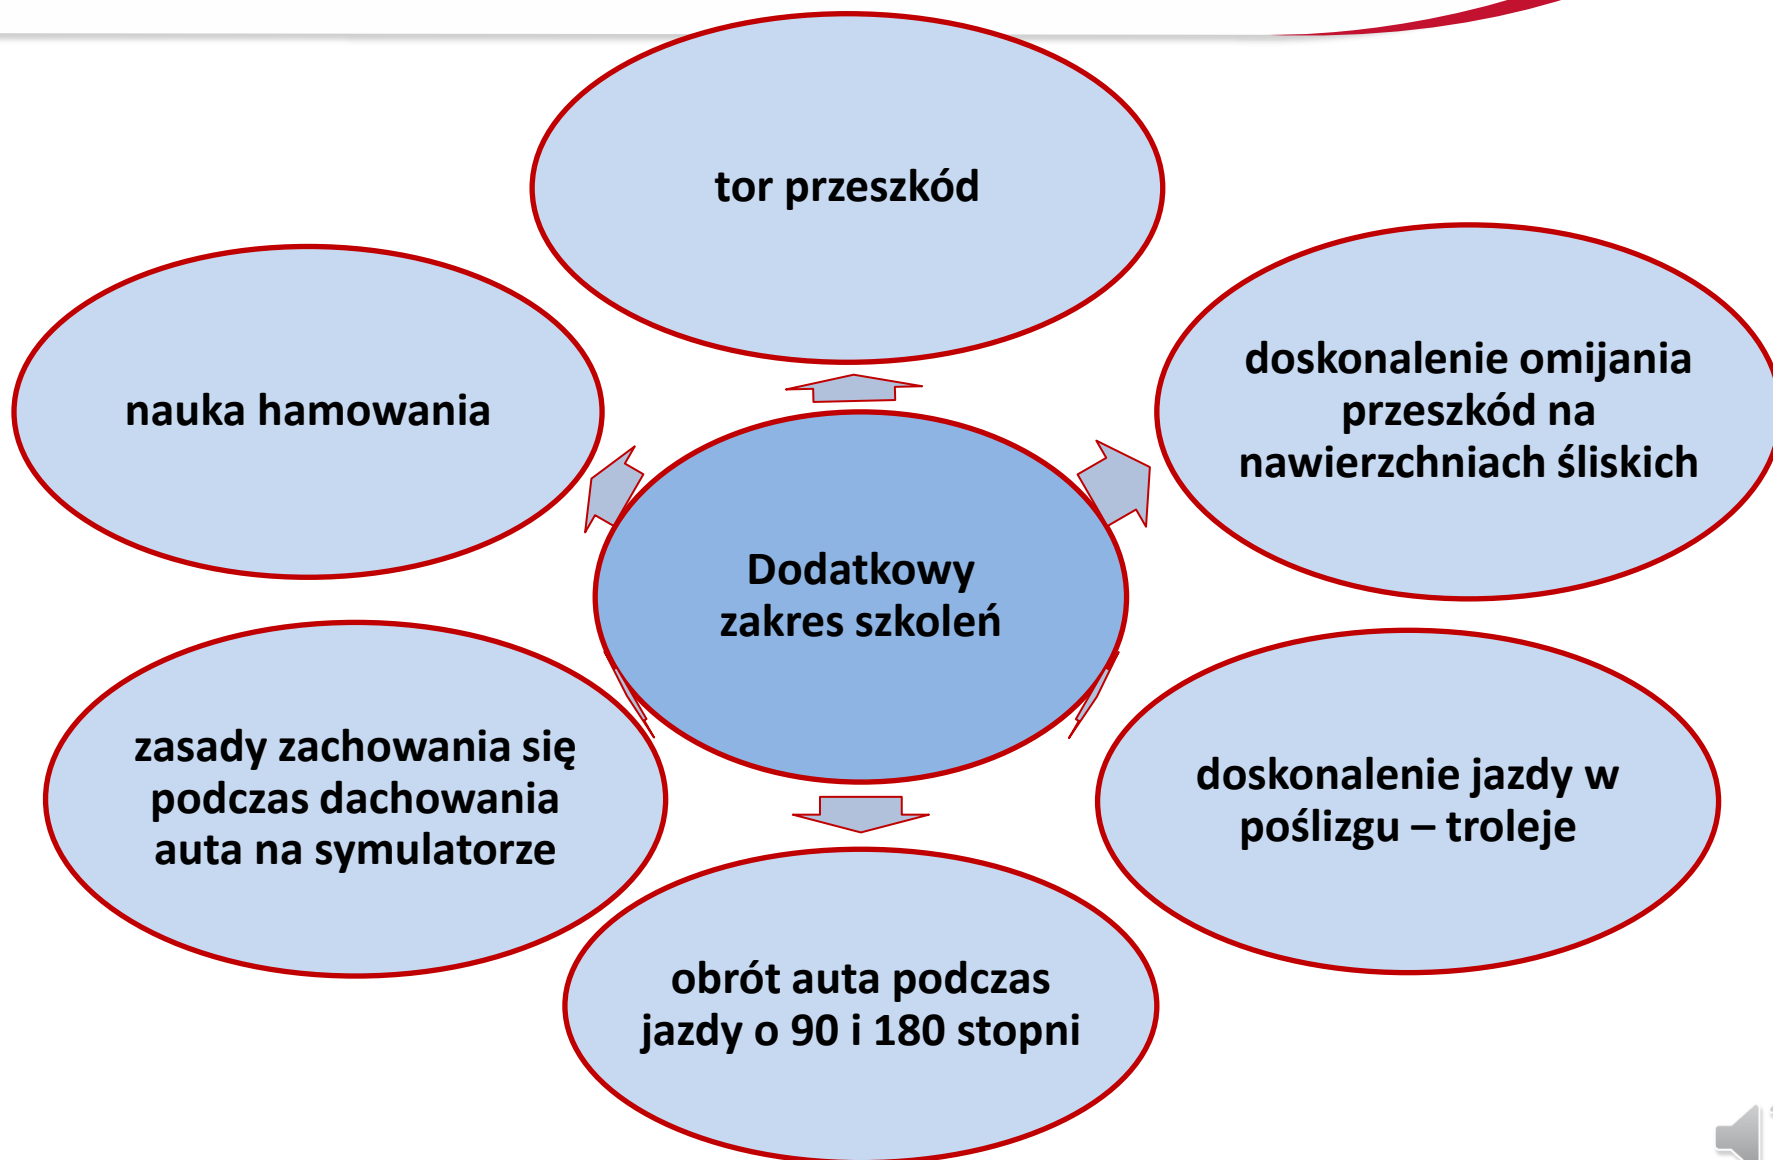 tor przeszkód
nauka hamowania
doskonalenie omijania
przeszkód na
nawierzchniach śliskich
Dodatkowy
zakres szkoleń
zasady zachowania się
podczas dachowania
auta na symulatorze
doskonalenie jazdy w
poślizgu – troleje
obrót auta podczas
jazdy o 90 i 180 stopni